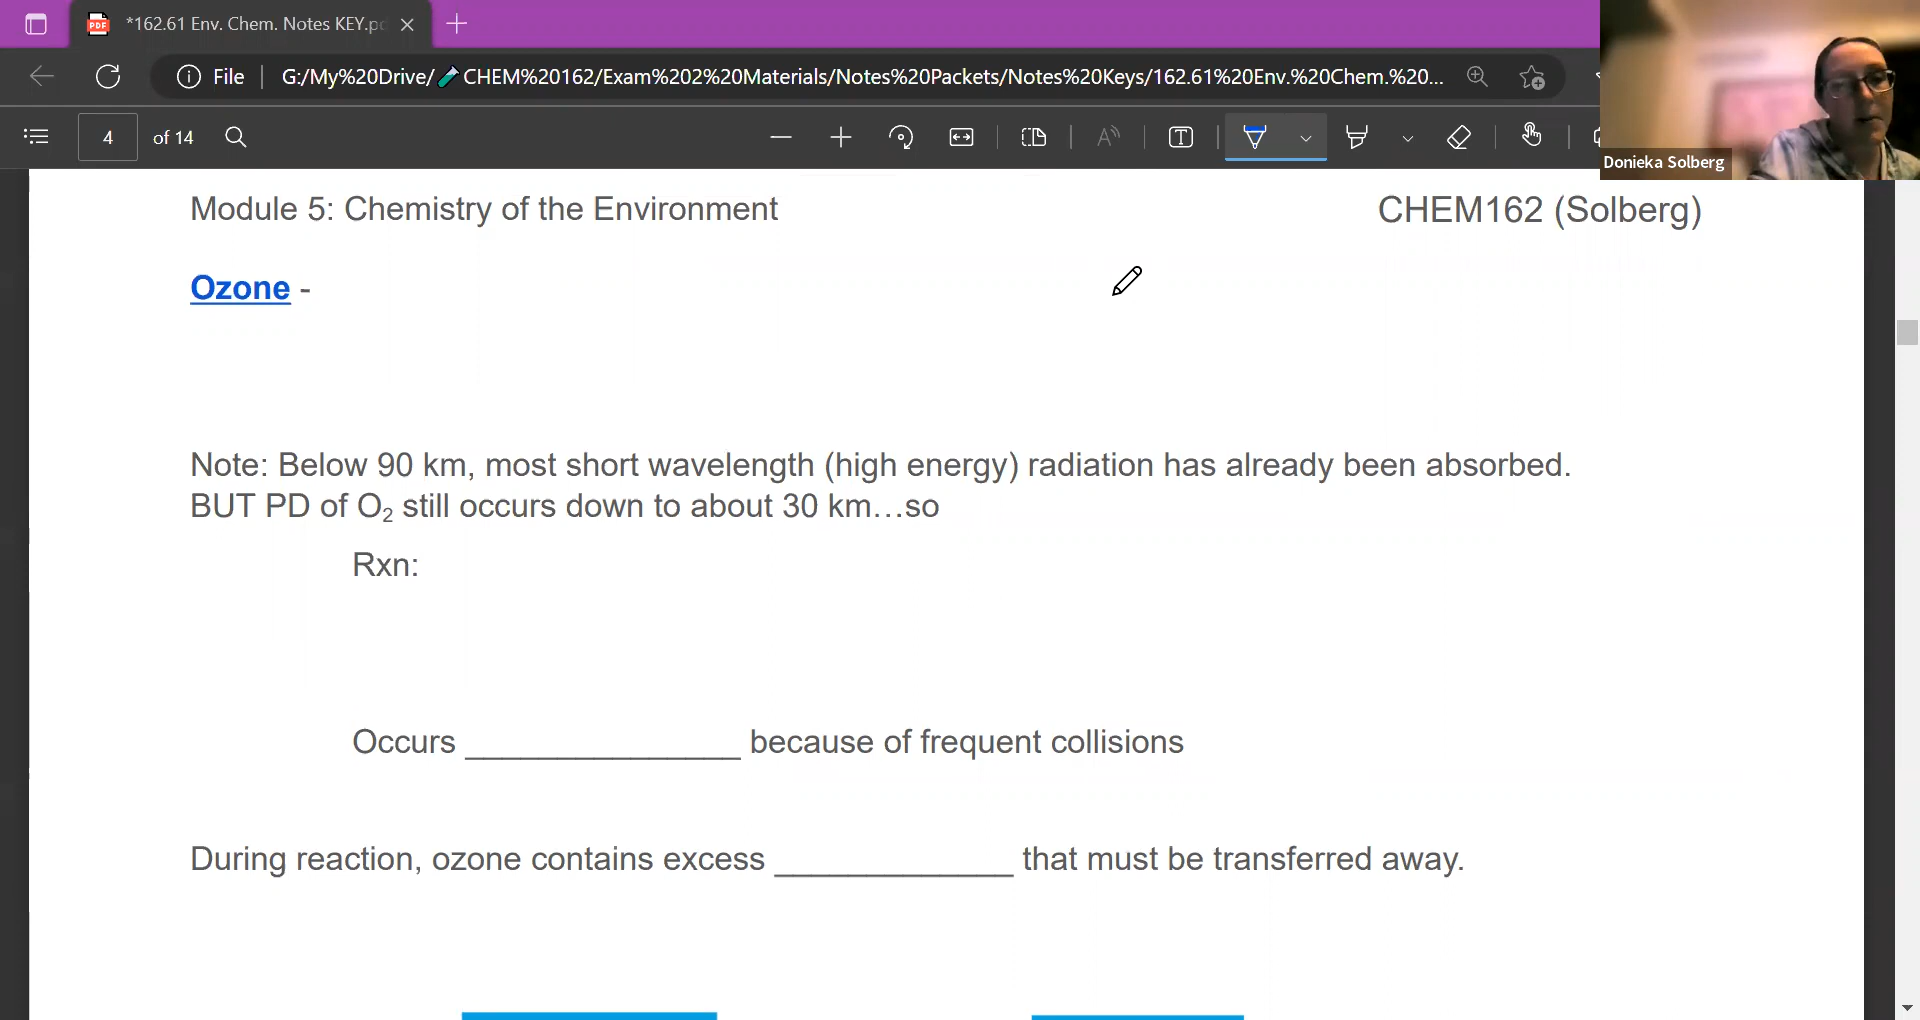 *162.61 Env. Chem. Notes KEY.p
File
G:/My%20Drive/🧪CHEM%20162/Exam%202%20Materials/Notes%20Packets/Notes%20Keys/162.61%20Env.%20Chem.%20...
4 of 14
Donieka Solberg
Module 5: Chemistry of the Environment CHEM162 (Solberg)
Ozone -
Note: Below 90 km, most short wavelength (high energy) radiation has already been absorbed.
BUT PD of O₂ still occurs down to about 30 km…so
Rxn:
Occurs _______________ because of frequent collisions
During reaction, ozone contains excess _____________ that must be transferred away.